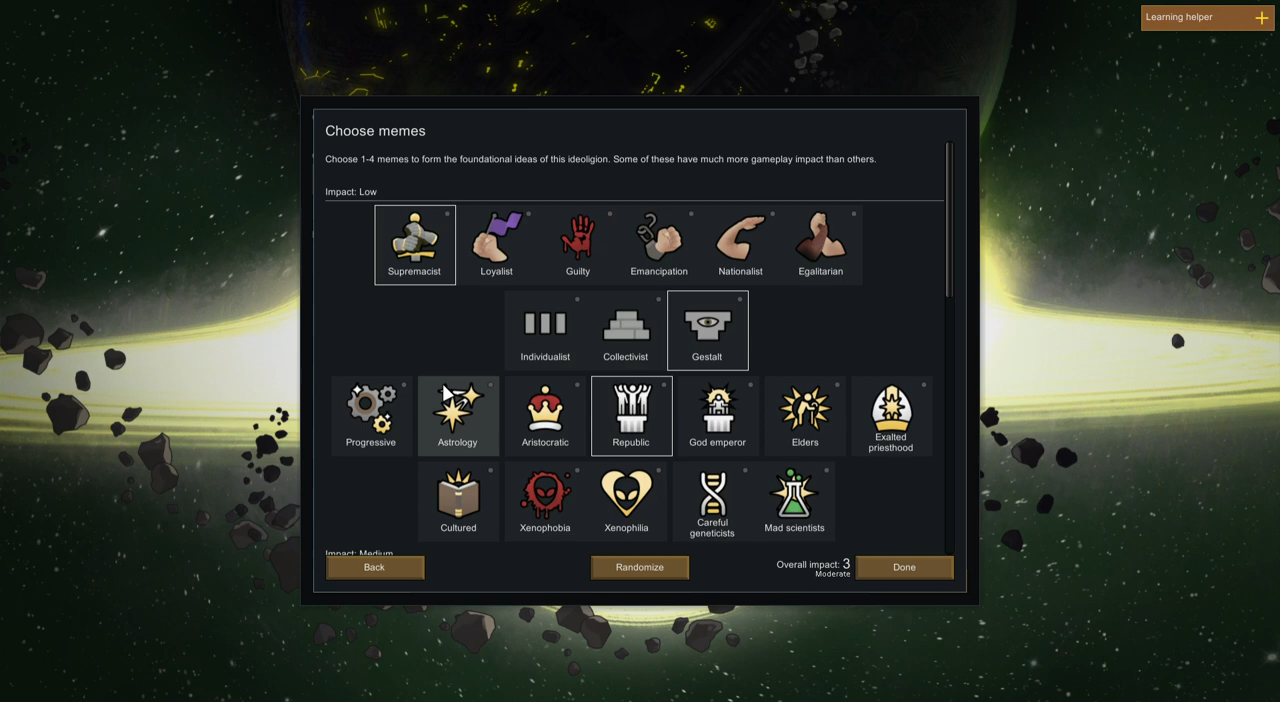 Learning helper
Choose memes
Choose 1-4 memes to form the foundational ideas of this ideoligion. Some of these have much more gameplay impact than others.
Impact: Low
Supremacist
Loyalist
Guilty
Emancipation
Nationalist
Egalitarian
Individualist
Collectivist
Gestalt
Progressive
Astrology
Aristocratic
Republic
God emperor
Elders
Exalted
priesthood
Cultured
Xenophobia
Xenophilia
Careful
geneticists
Mad scientists
Impact: Medium
Back
Randomize
Overall impact: 3
Moderate
Done